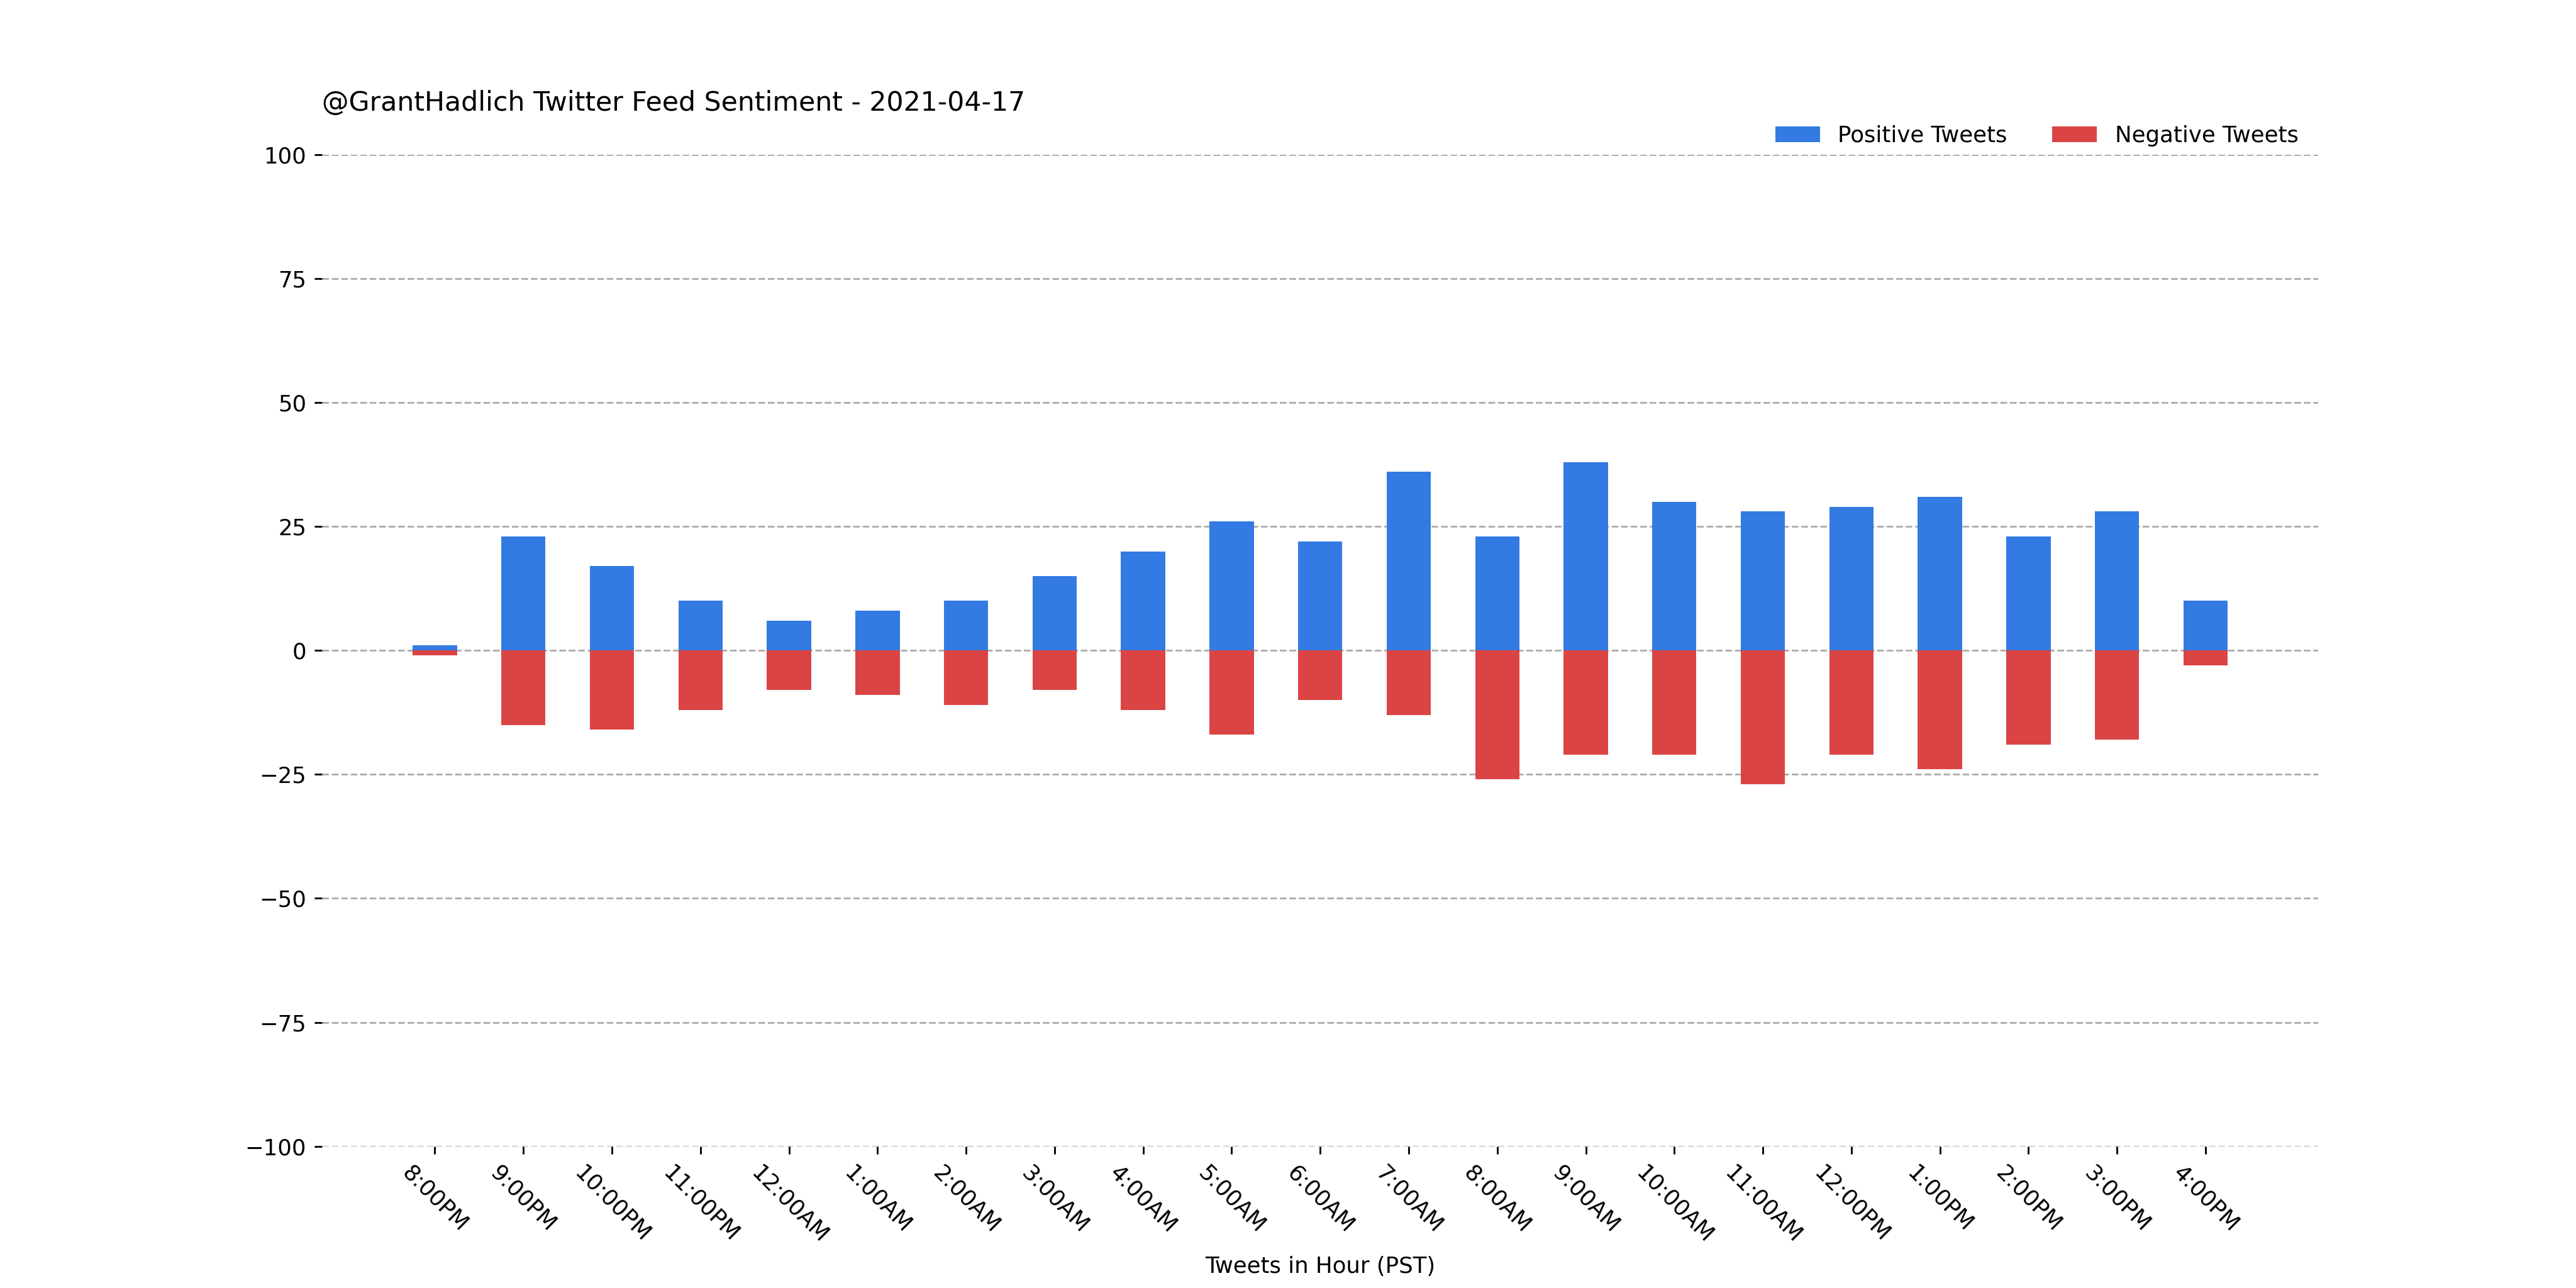 @GrantHadlich Twitter Feed Sentiment - 2021-04-17
Positive Tweets
Negative Tweets
100
75
50
25
0
−25
−50
−75
−100
8:00PM
9:00PM
10:00PM
11:00PM
12:00AM
1:00AM
2:00AM
3:00AM
4:00AM
5:00AM
6:00AM
7:00AM
8:00AM
9:00AM
10:00AM
11:00AM
12:00PM
1:00PM
2:00PM
3:00PM
4:00PM
Tweets in Hour (PST)